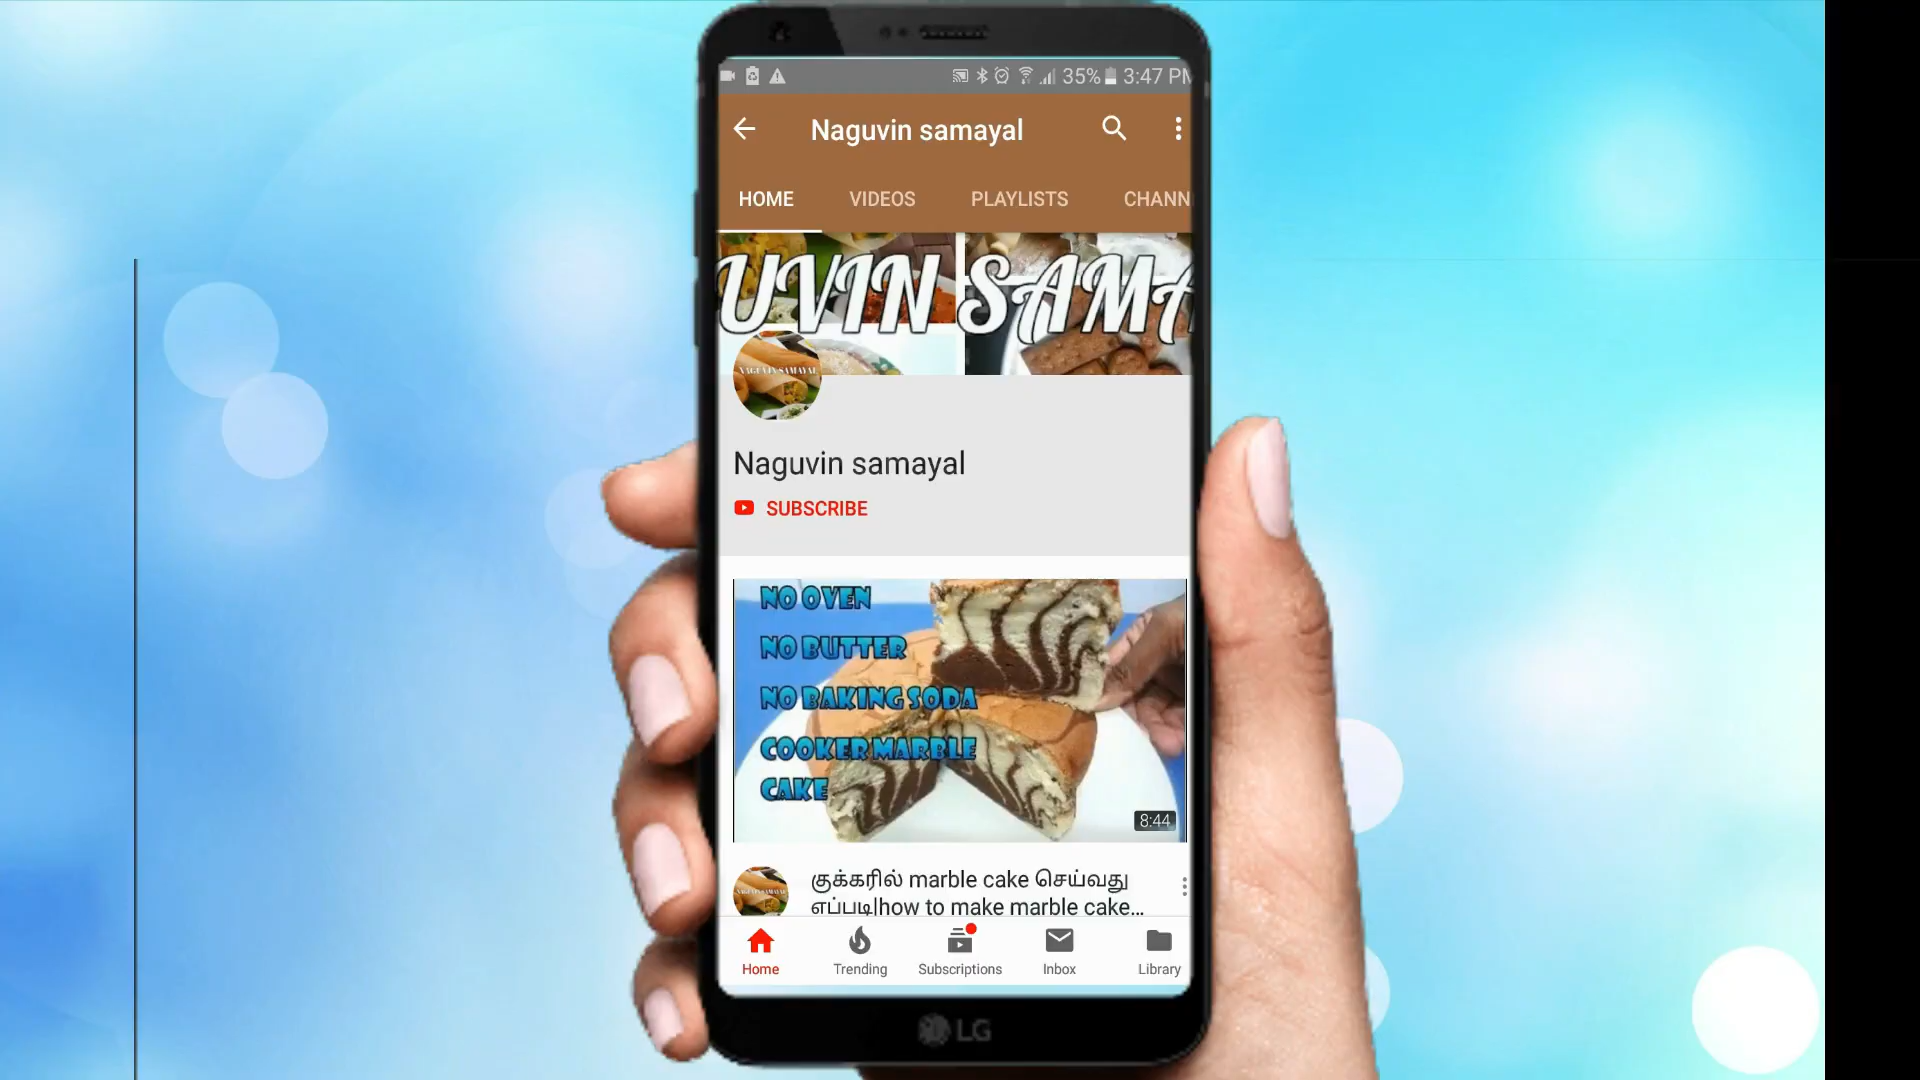 35% 3:47 PM
Naguvin samayal
HOME VIDEOS PLAYLISTS CHANN
UVIN SAMA
NAGUVIN SAMAYAL
Naguvin samayal
SUBSCRIBE
NO OVEN
NO BUTTER
NO BAKING SODA
COOKER MARBLE
CAKE
8:44
குக்கரில் marble cake செய்வது
எப்படி|how to make marble cake...
Home Trending Subscriptions Inbox Library
LG